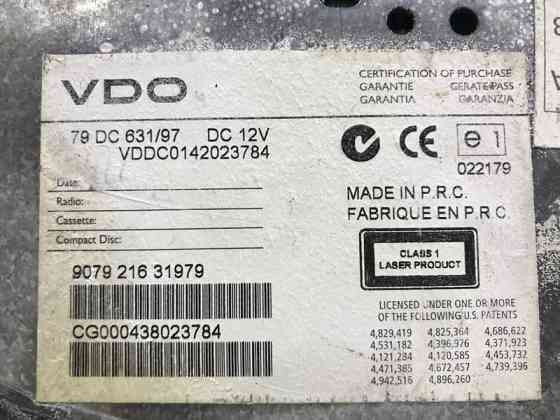 VDO
CERTIFICATION OF PURCHASE
GARANTIE GERATE-PASS
GARANTIA GARANZIA
79 DC 631/97 DC 12V
VDDC0142023784
CE e 1
022179
Date:
Radio:
Cassette:
Compact Disc:
MADE IN P.R.C.
FABRIQUE EN P.R.C.
CLASS 1
LASER PRODUCT
9079 216 31979
CG000438023784
LICENSED UNDER ONE OR MORE
OF THE FOLLOWING U.S. PATENTS
4,829,419 4,825,364 4,686,622
4,531,182 4,396,976 4,371,923
4,121,284 4,120,585 4,453,732
4,471,385 4,672,457 4,739,396
4,942,516 4,896,260